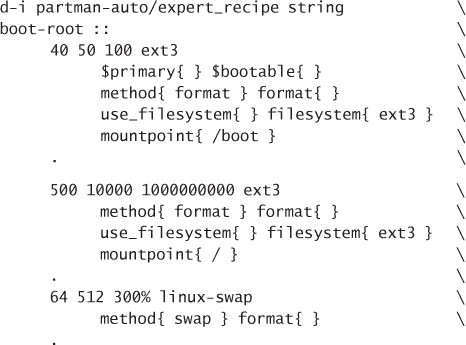 d-i partman-auto/expert_recipe string \
boot-root :: \
40 50 100 ext3 \
$primary{ } $bootable{ } \
method{ format } format{ } \
use_filesystem{ } filesystem{ ext3 } \
mountpoint{ /boot } \
. \
500 10000 1000000000 ext3 \
method{ format } format{ } \
use_filesystem{ } filesystem{ ext3 } \
mountpoint{ / } \
. \
64 512 300% linux-swap \
method{ swap } format{ } \
.